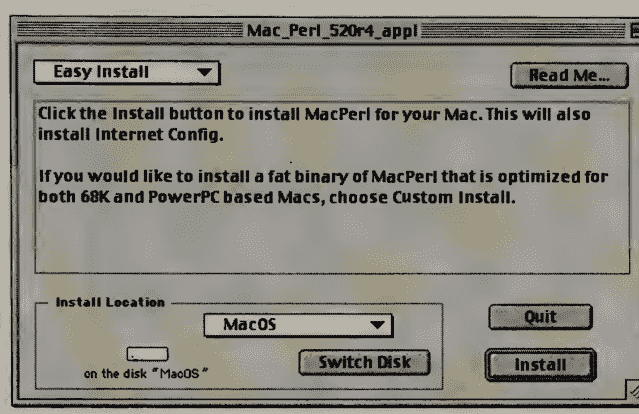 Mac_Perl_520r4_appl
Easy Install
Read Me...
Click the Install button to install MacPerl for your Mac. This will also
install Internet Config.
If you would like to install a fat binary of MacPerl that is optimized for
both 68K and PowerPC based Macs, choose Custom Install.
Install Location
MacOS
Quit
on the disk "MacOS"
Switch Disk
Install